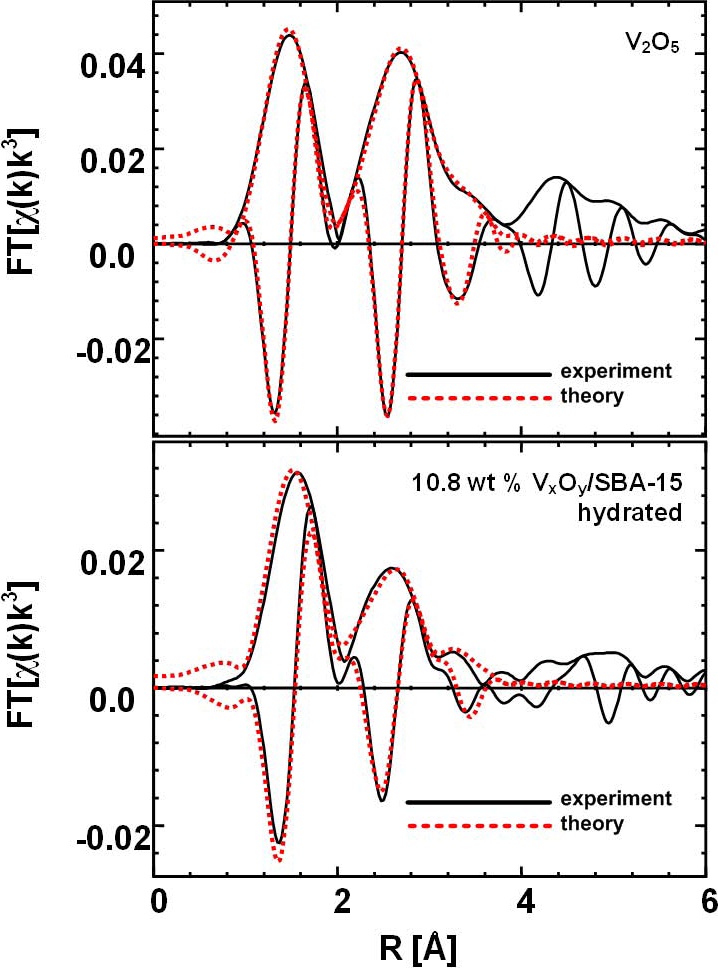 V₂O₅
0.04
0.02
0.0
-0.02
FT[χ(k)k³]
experiment
theory
10.8 wt % VₓOᵧ/SBA-15
hydrated
0.02
0.0
-0.02
FT[χ(k)k³]
experiment
theory
0 2 4 6
R [Å]